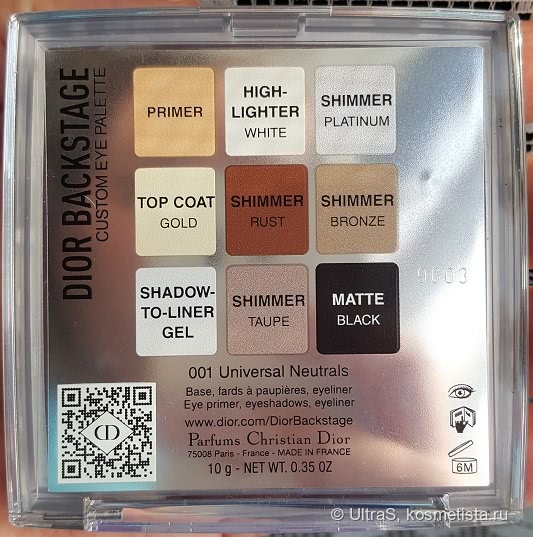 DIOR BACKSTAGE
CUSTOM EYE PALETTE
PRIMER
HIGH-
LIGHTER
WHITE
SHIMMER
PLATINUM
TOP COAT
GOLD
SHIMMER
RUST
SHIMMER
BRONZE
SHADOW-
TO-LINER
GEL
SHIMMER
TAUPE
MATTE
BLACK
9G03
001 Universal Neutrals
Base, fards à paupières, eyeliner
Eye primer, eyeshadows, eyeliner
www.dior.com/DiorBackstage
Parfums Christian Dior
75008 Paris - France - MADE IN FRANCE
10 g - NET WT. 0.35 OZ
CD
6M
© UltraS, kosmetista.ru